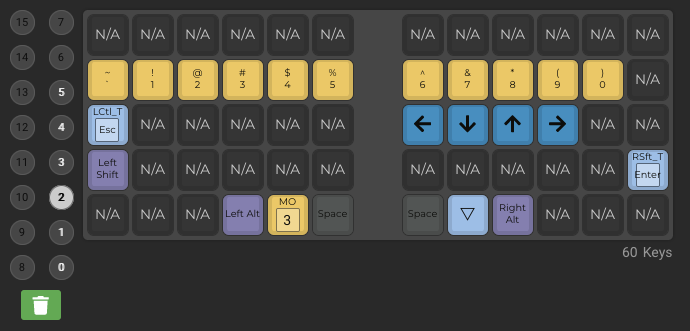 15 7 N/A N/A N/A N/A N/A N/A N/A N/A N/A N/A N/A N/A
14 6
~ ! @ # $ % ^ & * ( )
13 5 ` 1 2 3 4 5 6 7 8 9 0 N/A
LCtl_T
12 4 Esc N/A N/A N/A N/A N/A ← ↓ ↑ → N/A N/A
11 3 Left Shift N/A N/A N/A N/A N/A N/A N/A N/A N/A N/A RSft_T Enter
10 2 N/A N/A N/A Left Alt MO 3 Space Space ▽ Right Alt N/A N/A N/A
9 1
60 Keys
8 0